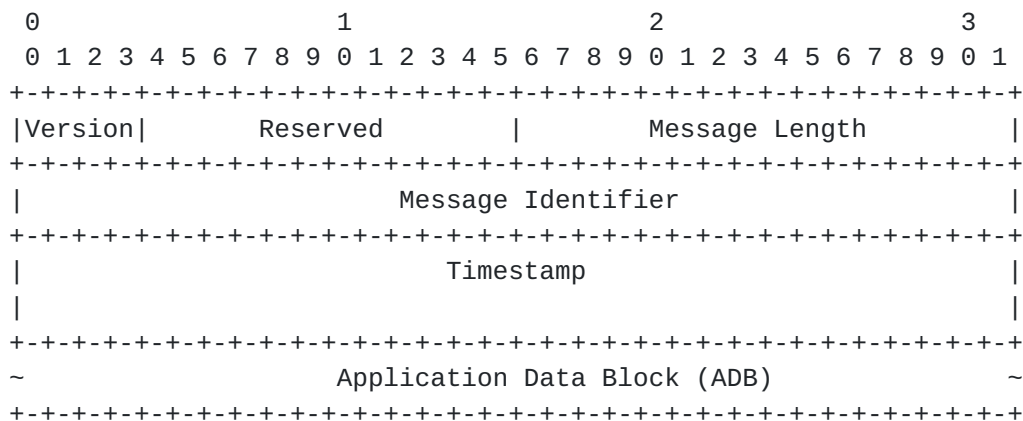 0                   1                   2                   3
 0 1 2 3 4 5 6 7 8 9 0 1 2 3 4 5 6 7 8 9 0 1 2 3 4 5 6 7 8 9 0 1
+-+-+-+-+-+-+-+-+-+-+-+-+-+-+-+-+-+-+-+-+-+-+-+-+-+-+-+-+-+-+-+-+
|Version|       Reserved        |        Message Length         |
+-+-+-+-+-+-+-+-+-+-+-+-+-+-+-+-+-+-+-+-+-+-+-+-+-+-+-+-+-+-+-+-+
|                        Message Identifier                     |
+-+-+-+-+-+-+-+-+-+-+-+-+-+-+-+-+-+-+-+-+-+-+-+-+-+-+-+-+-+-+-+-+
|                           Timestamp                           |
|                                                               |
+-+-+-+-+-+-+-+-+-+-+-+-+-+-+-+-+-+-+-+-+-+-+-+-+-+-+-+-+-+-+-+-+
~                    Application Data Block (ADB)               ~
+-+-+-+-+-+-+-+-+-+-+-+-+-+-+-+-+-+-+-+-+-+-+-+-+-+-+-+-+-+-+-+-+